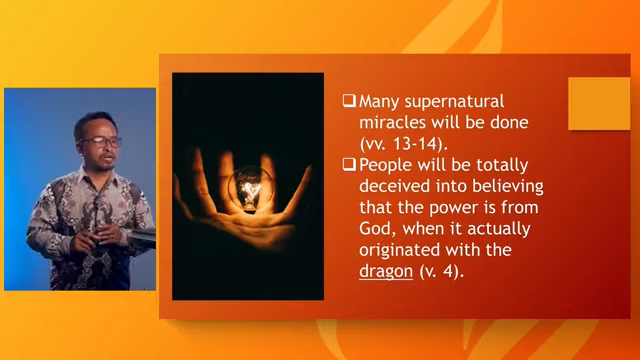 ❑Many supernatural
miracles will be done
(vv. 13-14).
❑People will be totally
deceived into believing
that the power is from
God, when it actually
originated with the
dragon (v. 4).